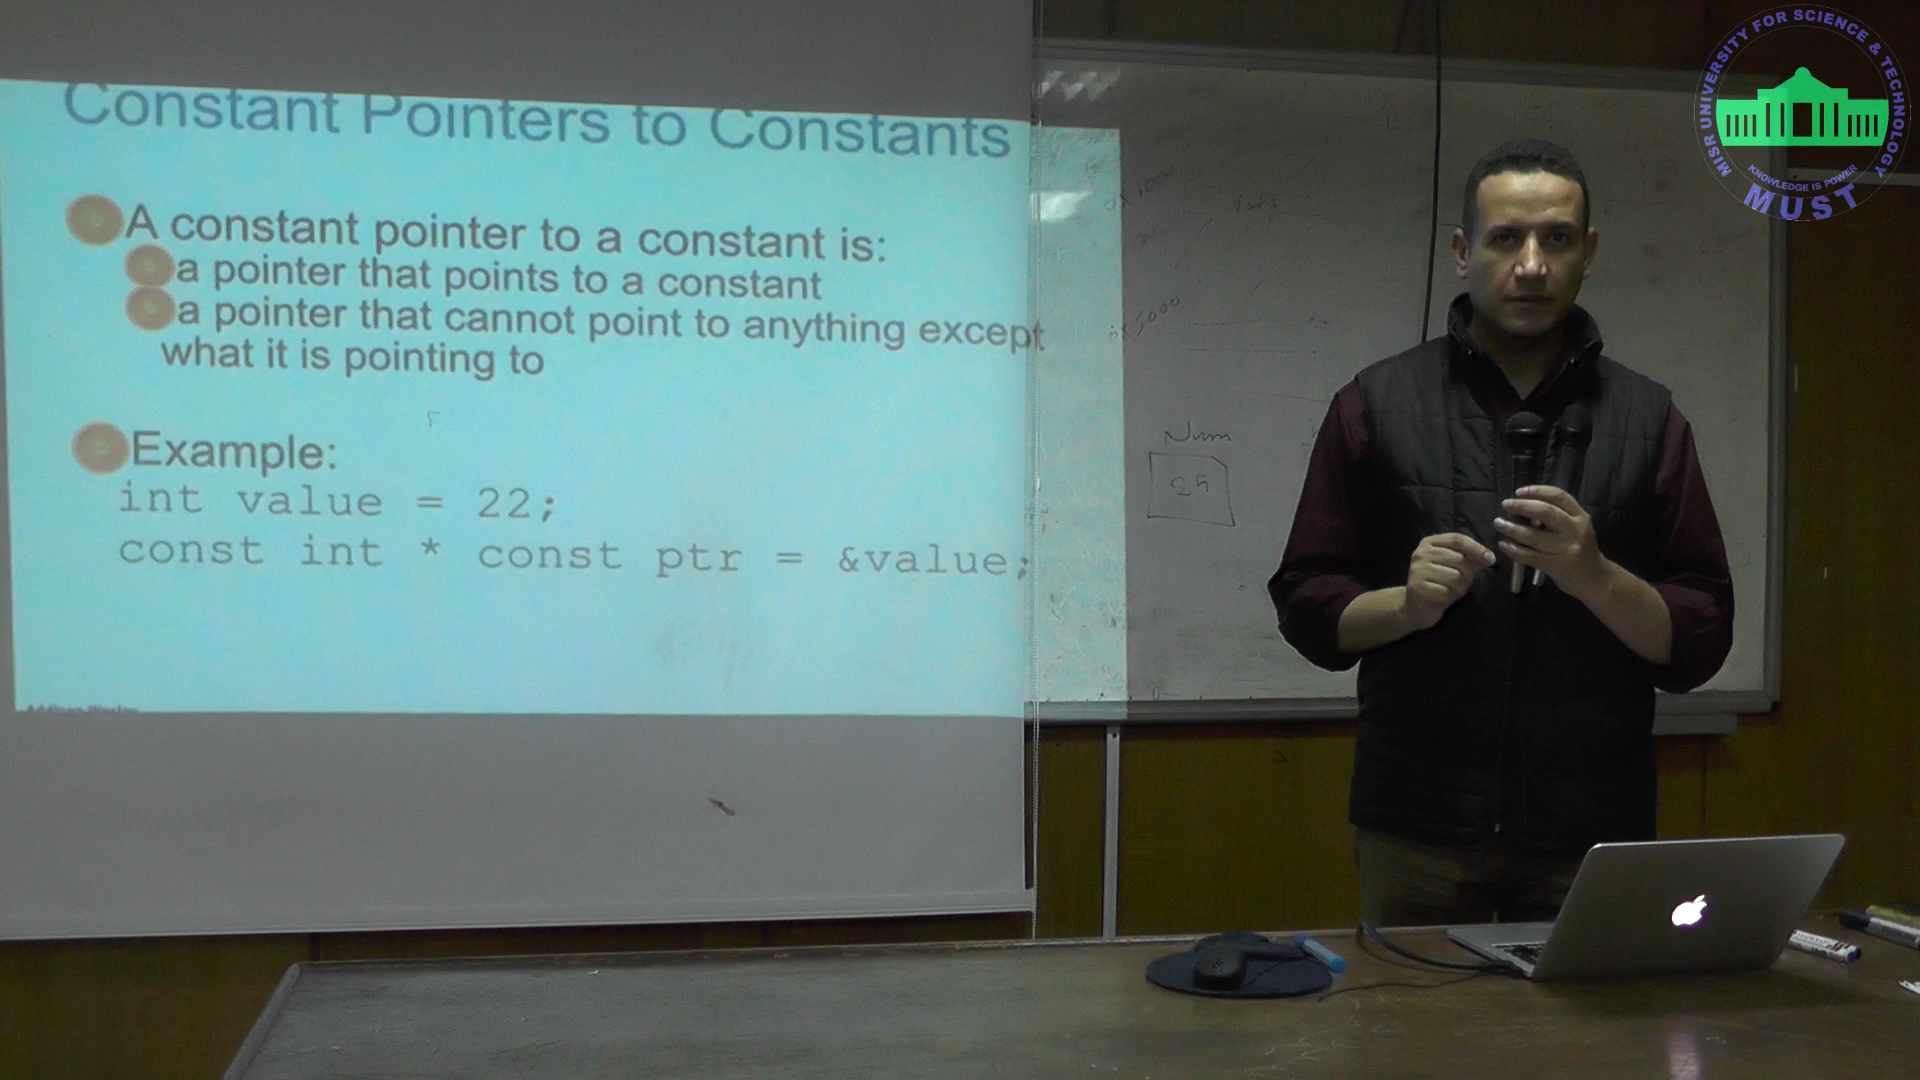 Constant Pointers to Constants
A constant pointer to a constant is:
a pointer that points to a constant
a pointer that cannot point to anything except
what it is pointing to
Example:
int value = 22;
const int * const ptr = &value;
0x1000
0x5000
Num
25
MISR UNIVERSITY FOR SCIENCE & TECHNOLOGY
KNOWLEDGE IS POWER
MUST